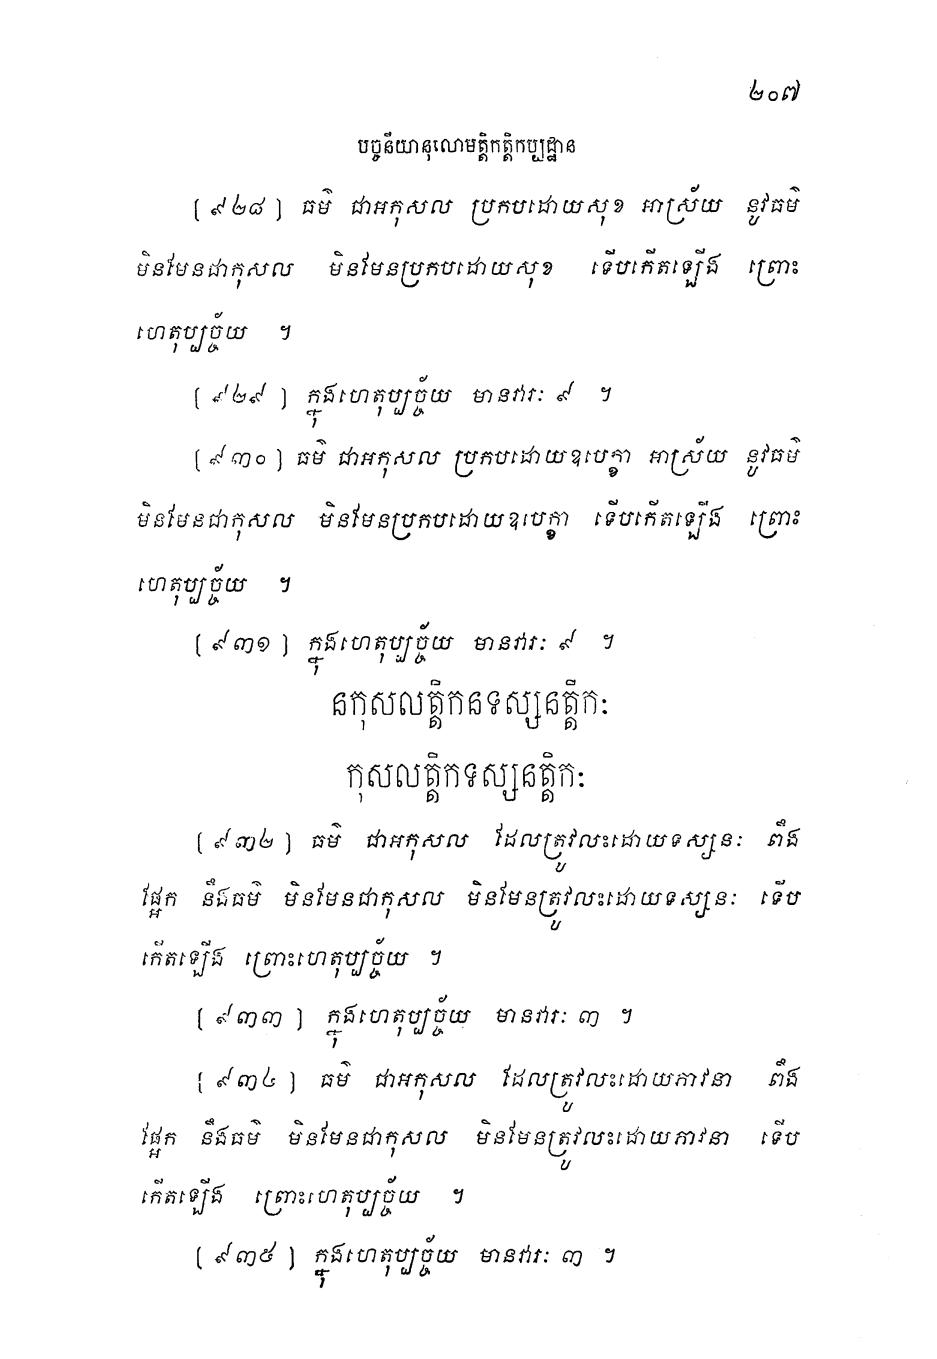 ២០៧
បច្ចនីយានុលោមត្តិកត្តិកប្បដ្ឋាន
[ ៩២៨ ] ធម៌ ជាអកុសល ប្រកបដោយសុខ អាស្រ័យ នូវធម៌
មិនមែនជាកុសល មិនមែនប្រកបដោយសុខ ទើបកើតឡើង ព្រោះ
ហេតុប្បច្ច័យ ។
[ ៩២៩ ] ក្នុងហេតុប្បច្ច័យ មានវារៈ ៩ ។
[ ៩៣០ ] ធម៌ ជាអកុសល ប្រកបដោយឧបេក្ខា អាស្រ័យ នូវធម៌
មិនមែនជាកុសល មិនមែនប្រកបដោយឧបេក្ខា ទើបកើតឡើង ព្រោះ
ហេតុប្បច្ច័យ ។
[ ៩៣១ ] ក្នុងហេតុប្បច្ច័យ មានវារៈ ៩ ។
នកុសលត្តិកនទស្សនត្តិកៈ
កុសលត្តិកទស្សនត្តិកៈ
[ ៩៣២ ] ធម៌ ជាអកុសល ដែលត្រូវលះដោយទស្សនៈ ពឹង
ផ្អែក នឹងធម៌ មិនមែនជាកុសល មិនមែនត្រូវលះដោយទស្សនៈ ទើប
កើតឡើង ព្រោះហេតុប្បច្ច័យ ។
[ ៩៣៣ ] ក្នុងហេតុប្បច្ច័យ មានវារៈ ៣ ។
[ ៩៣៤ ] ធម៌ ជាអកុសល ដែលត្រូវលះដោយភាវនា ពឹង
ផ្អែក នឹងធម៌ មិនមែនជាកុសល មិនមែនត្រូវលះដោយភាវនា ទើប
កើតឡើង ព្រោះហេតុប្បច្ច័យ ។
[ ៩៣៥ ] ក្នុងហេតុប្បច្ច័យ មានវារៈ ៣ ។